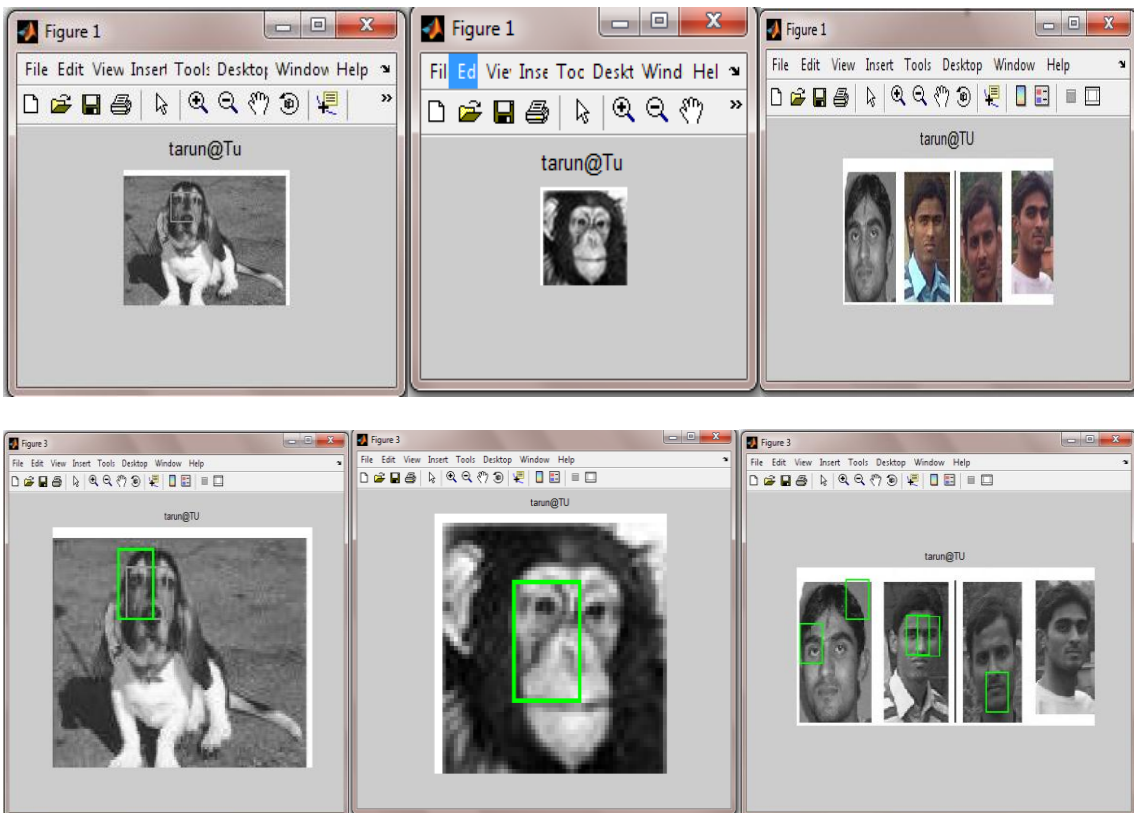 Figure 1
File Edit View Insert Tools Desktop Window Help
tarun@Tu
Figure 1
Fil Ed Vie Inse Toc Deskt Wind Hel
tarun@Tu
Figure 1
File Edit View Insert Tools Desktop Window Help
tarun@TU
Figure 3
File Edit View Insert Tools Desktop Window Help
tarun@TU
Figure 3
File Edit View Insert Tools Desktop Window Help
tarun@TU
Figure 3
File Edit View Insert Tools Desktop Window Help
tarun@TU